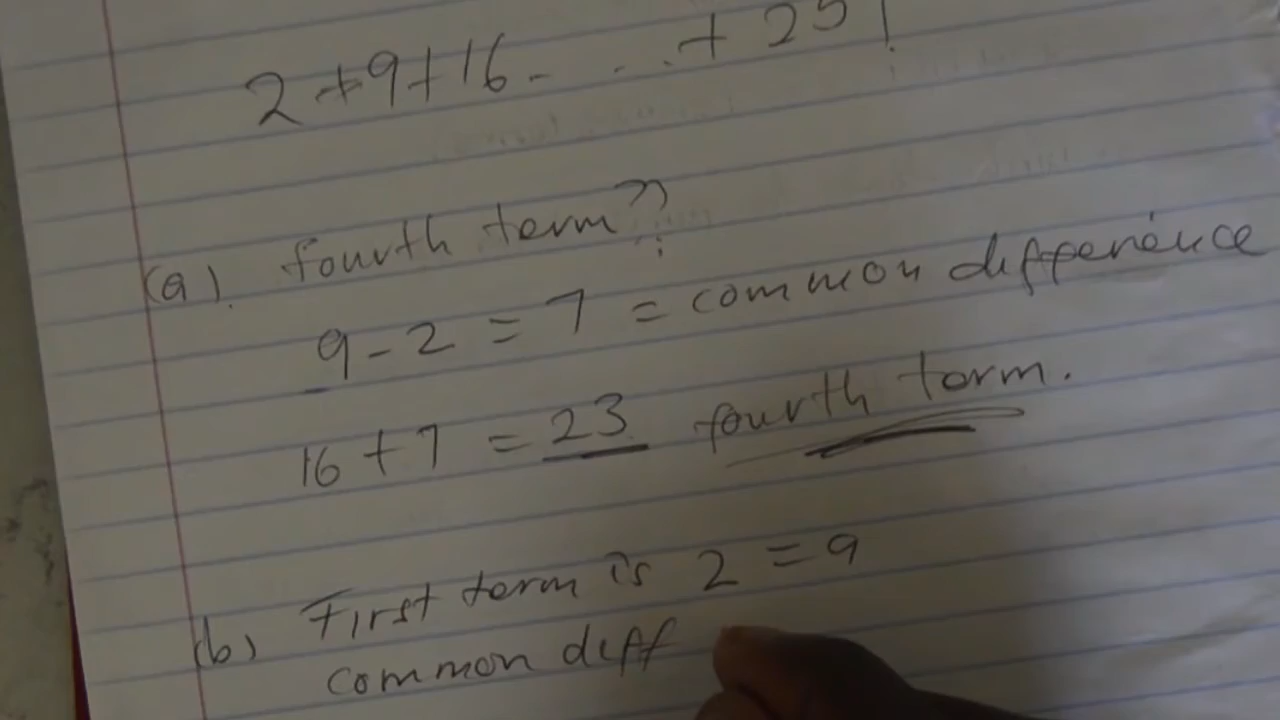 2 + 9 + 16 - . . . + 251
(a). fourth term??
9 - 2 = 7 = common difference
16 + 7 = 23 fourth term.
(b) First term is 2 = a
common diff